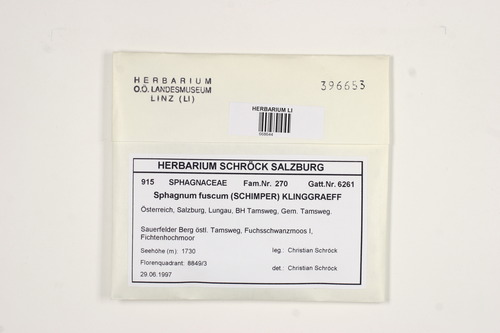 HERBARIUM
O.Ö. LANDESMUSEUM
LINZ (LI)
396653
HERBARIUM LI
HERBARIUM SCHRÖCK SALZBURG
915 SPHAGNACEAE Fam.Nr. 270 Gatt.Nr. 6261
Sphagnum fuscum (SCHIMPER) KLINGGRAEFF
Österreich, Salzburg, Lungau, BH Tamsweg, Gem. Tamsweg.
Sauerfelder Berg östl. Tamsweg, Fuchsschwanzmoos I,
Fichtenhochmoor
Seehöhe (m): 1730 leg.: Christian Schröck
Florenquadrant: 8849/3
det.: Christian Schröck
29.06.1997